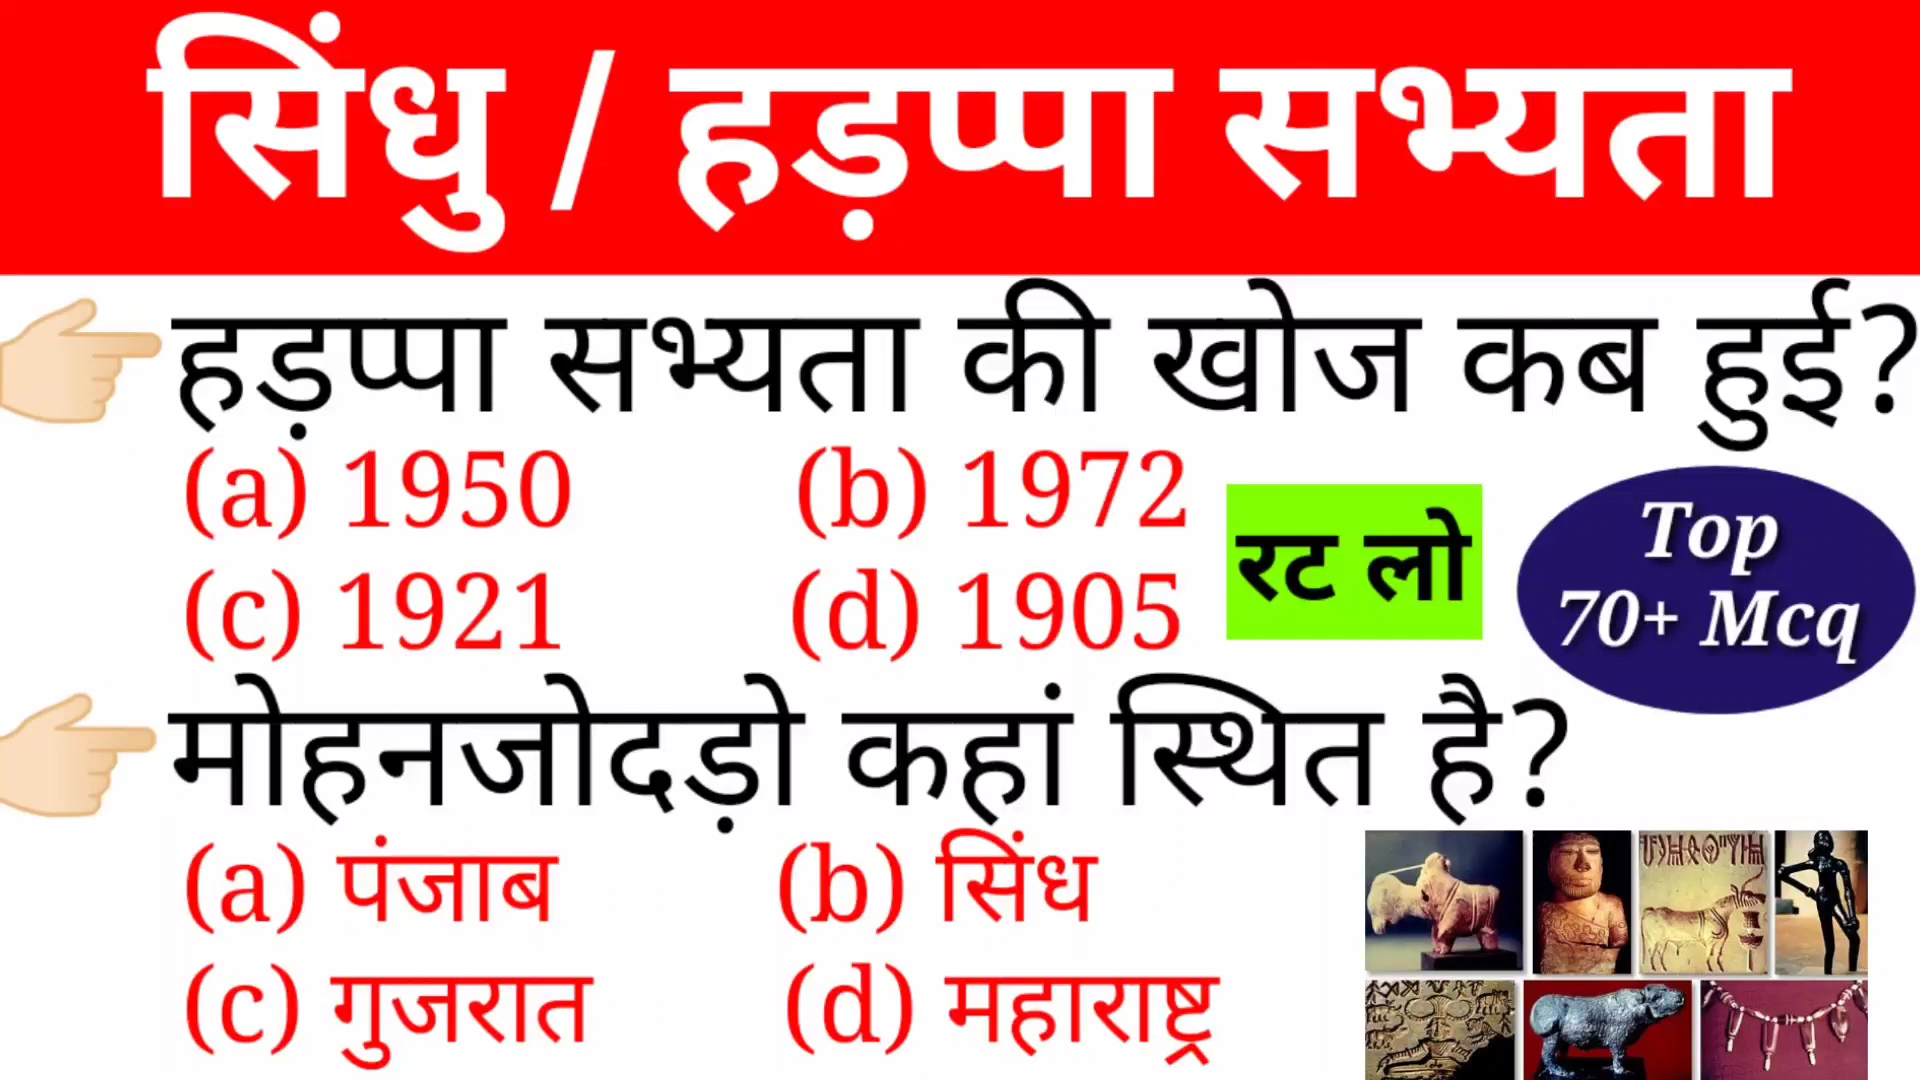 सिंधु / हड़प्पा सभ्यता
हड़प्पा सभ्यता की खोज कब हुई?
(a) 1950 (b) 1972
(c) 1921 (d) 1905
रट लो
Top
70+ Mcq
मोहनजोदड़ो कहां स्थित है?
(a) पंजाब (b) सिंध
(c) गुजरात (d) महाराष्ट्र